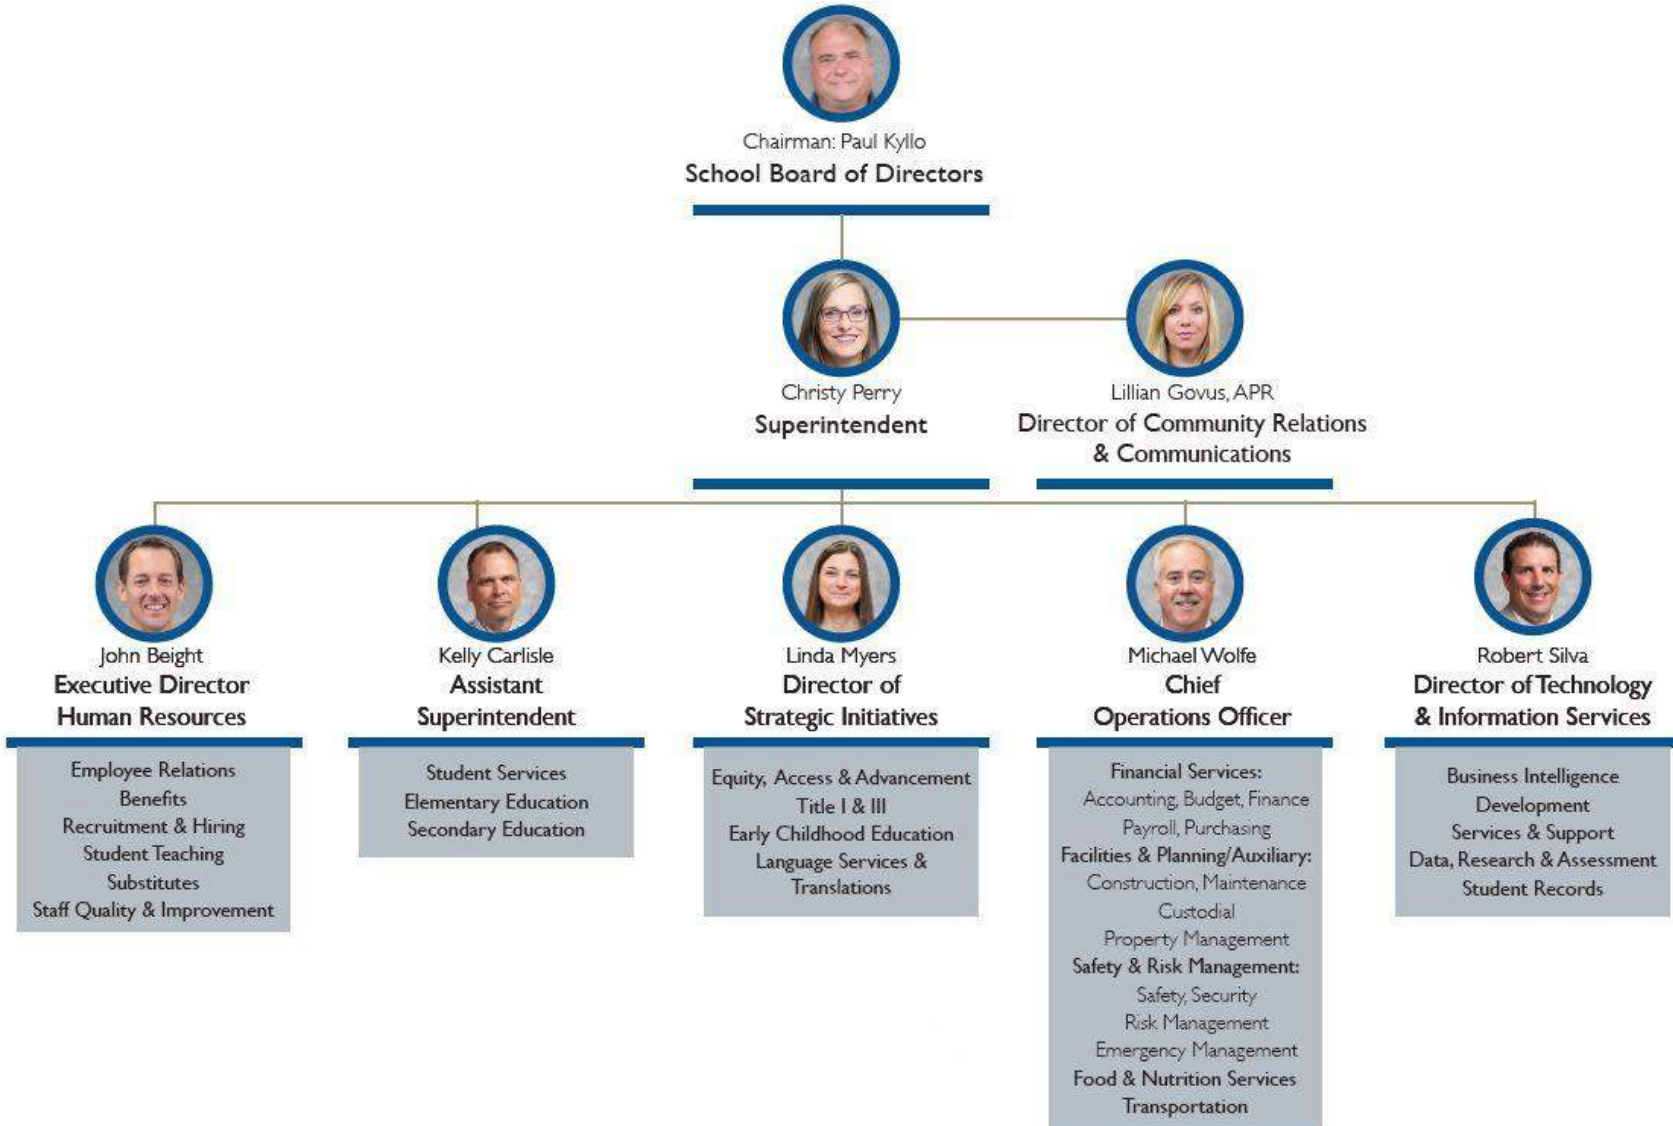 Chairman: Paul Kyllo
School Board of Directors
Christy Perry
Superintendent
Lillian Govus, APR
Director of Community Relations
& Communications
John Beight
Executive Director
Human Resources
Employee Relations
Benefits
Recruitment & Hiring
Student Teaching
Substitutes
Staff Quality & Improvement
Kelly Carlisle
Assistant
Superintendent
Student Services
Elementary Education
Secondary Education
Linda Myers
Director of
Strategic Initiatives
Equity, Access & Advancement
Title I & III
Early Childhood Education
Language Services &
Translations
Michael Wolfe
Chief
Operations Officer
Financial Services:
Accounting, Budget, Finance
Payroll, Purchasing
Facilities & Planning/Auxiliary:
Construction, Maintenance
Custodial
Property Management
Safety & Risk Management:
Safety, Security
Risk Management
Emergency Management
Food & Nutrition Services
Transportation
Robert Silva
Director of Technology
& Information Services
Business Intelligence
Development
Services & Support
Data, Research & Assessment
Student Records